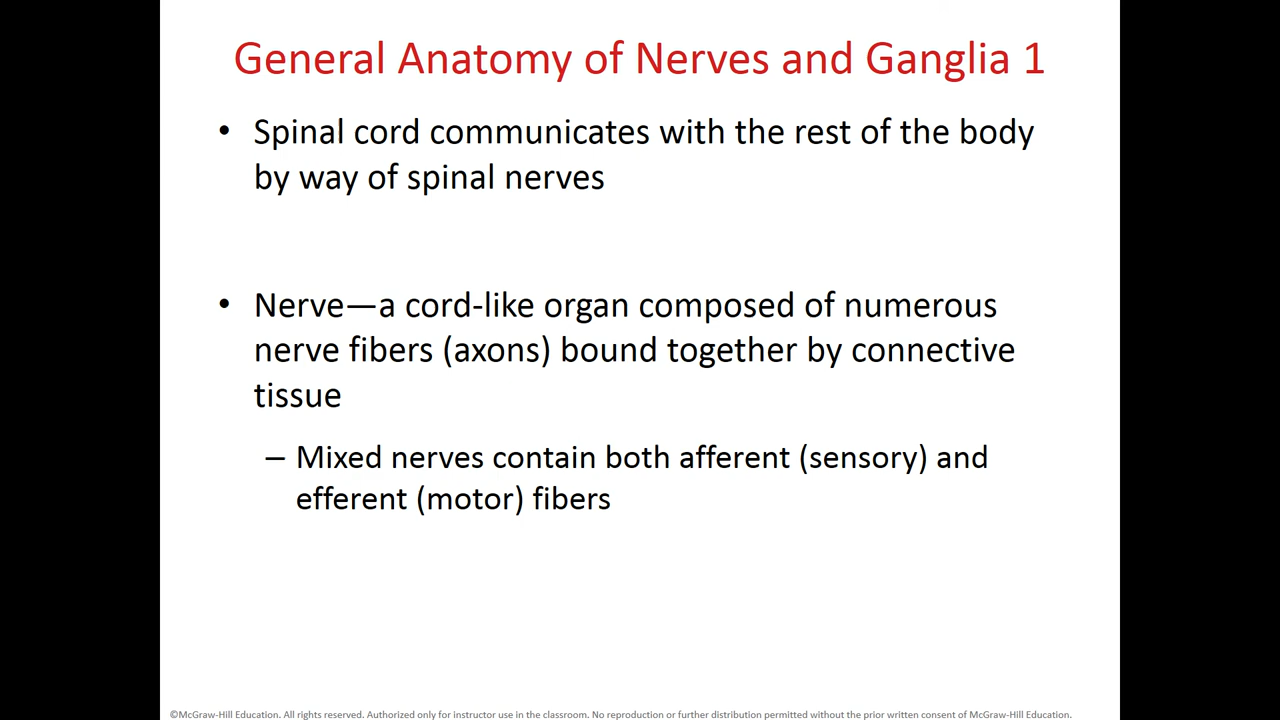 General Anatomy of Nerves and Ganglia 1
• Spinal cord communicates with the rest of the body
by way of spinal nerves
• Nerve—a cord-like organ composed of numerous
nerve fibers (axons) bound together by connective
tissue
– Mixed nerves contain both afferent (sensory) and
efferent (motor) fibers
©McGraw-Hill Education. All rights reserved. Authorized only for instructor use in the classroom. No reproduction or further distribution permitted without the prior written consent of McGraw-Hill Education.